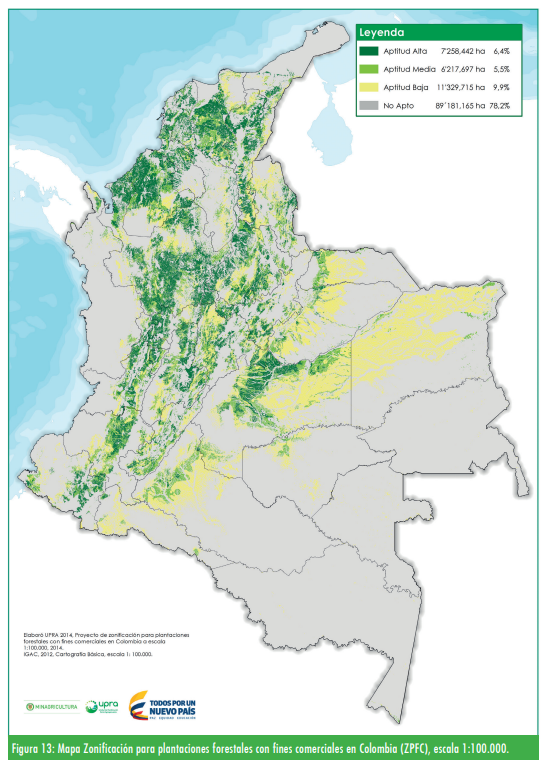 Leyenda
Aptitud Alta 7'258,442 ha 6,4%
Aptitud Media 6'217,697 ha 5,5%
Aptitud Baja 11'329,715 ha 9,9%
No Apto 89'181,165 ha 78,2%
Elaboró UPRA 2014, Proyecto de zonificación para plantaciones
forestales con fines comerciales en Colombia a escala
1:100.000, 2014.
IGAC, 2012, Cartografía Básica, escala 1: 100.000.
MINAGRICULTURA
upra
TODOS POR UN
NUEVO PAÍS
PAZ EQUIDAD EDUCACIÓN
Figura 13: Mapa Zonificación para plantaciones forestales con fines comerciales en Colombia (ZPFC), escala 1:100.000.